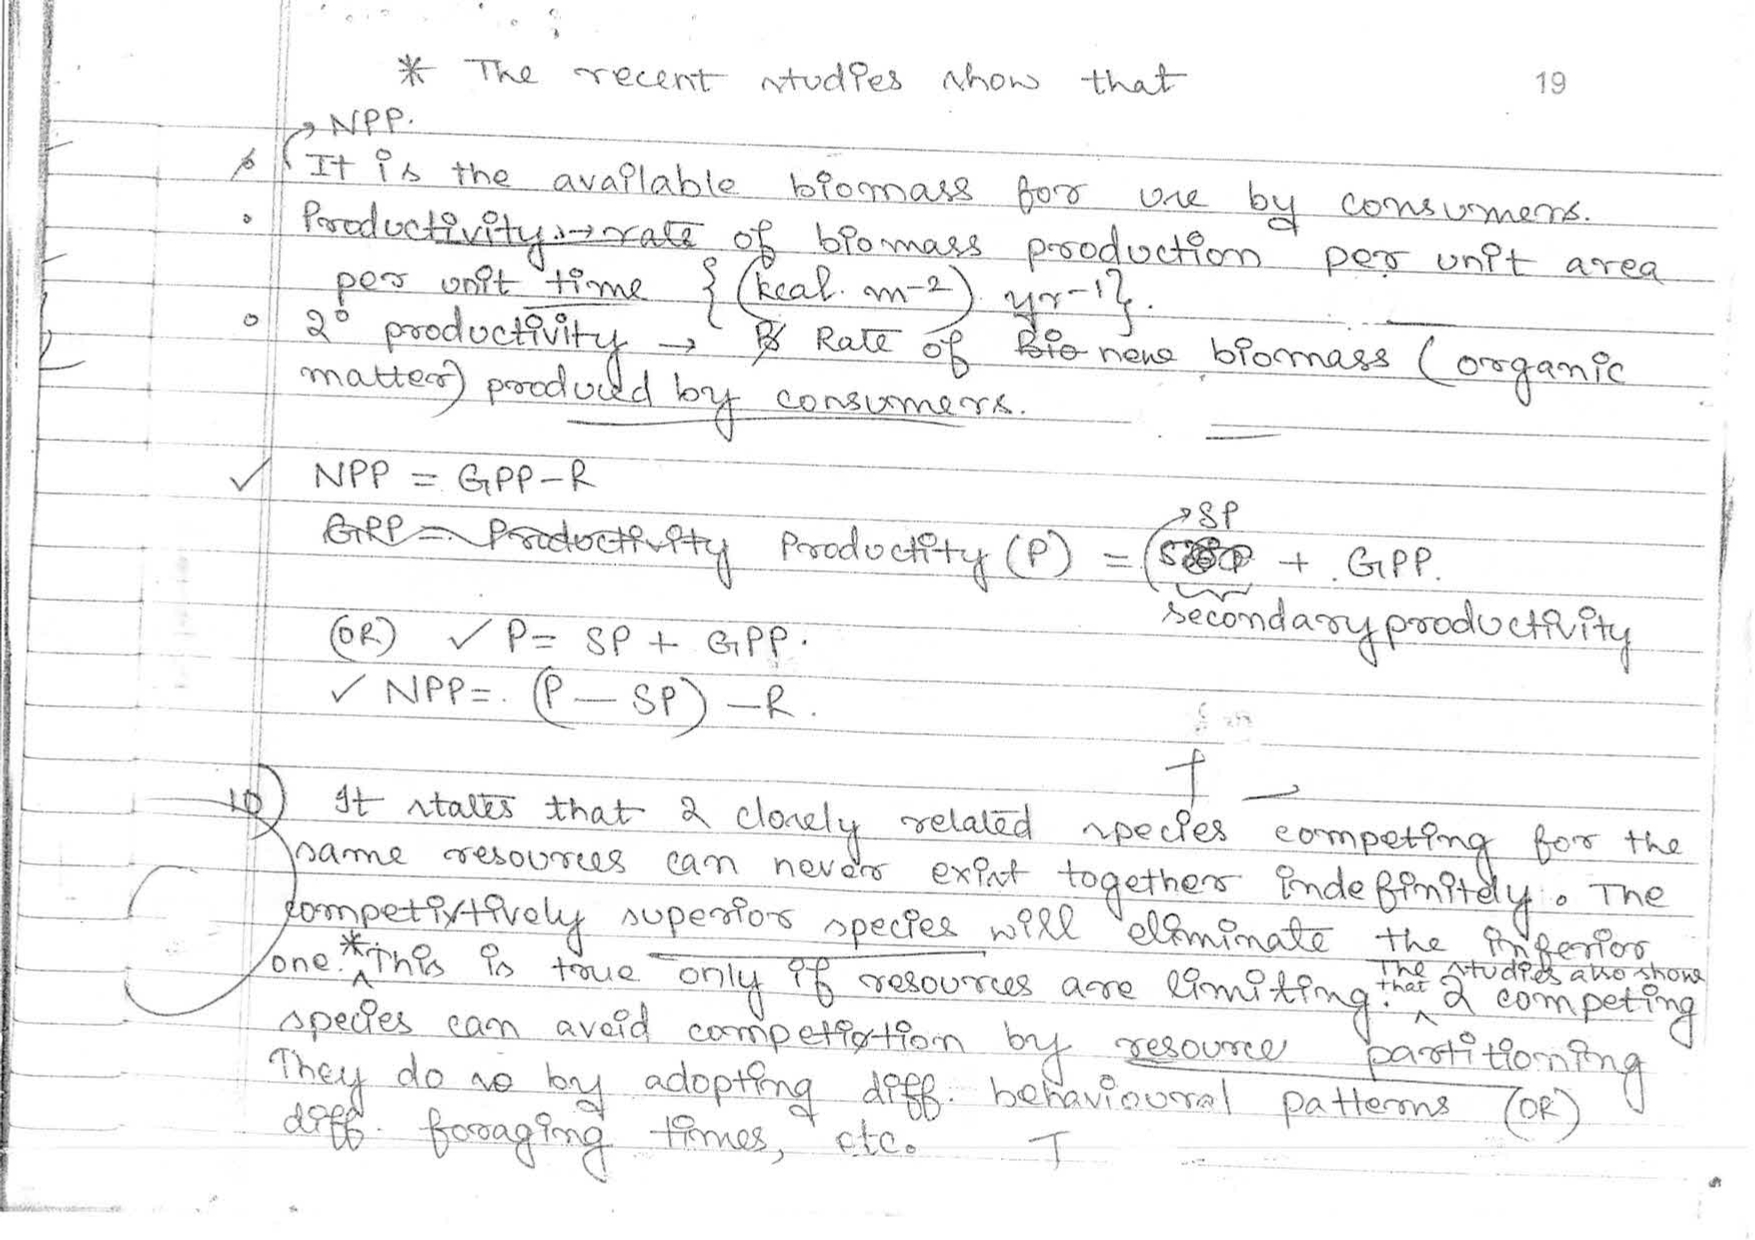 * The recent studies show that
19
→ NPP.
It is the available biomass for use by consumers.
° Productivity → rate of biomass production per unit area
per unit time {(kcal. m-2). yr-1}.
° 2° productivity → Rate of Bio new biomass (organic
matter) produced by consumers.
✓ NPP = GPP-R
→ SP
GPP = Productivity Productity (P) = ( + GPP.
secondary productivity
(OR) ✓ P = SP + GPP.
✓ NPP = . (P — SP) — R.
10) It states that 2 closely related species competing for the
same resources can never exist together indefinitely. The
competitively superior species will eliminate the inferior
one. * This is true only if resources are limiting. The studies also show that 2 competing
species can avoid competiotion by resource partitioning
They do so by adopting diff. behavioural patterns (OR)
diff. foraging times, etc.